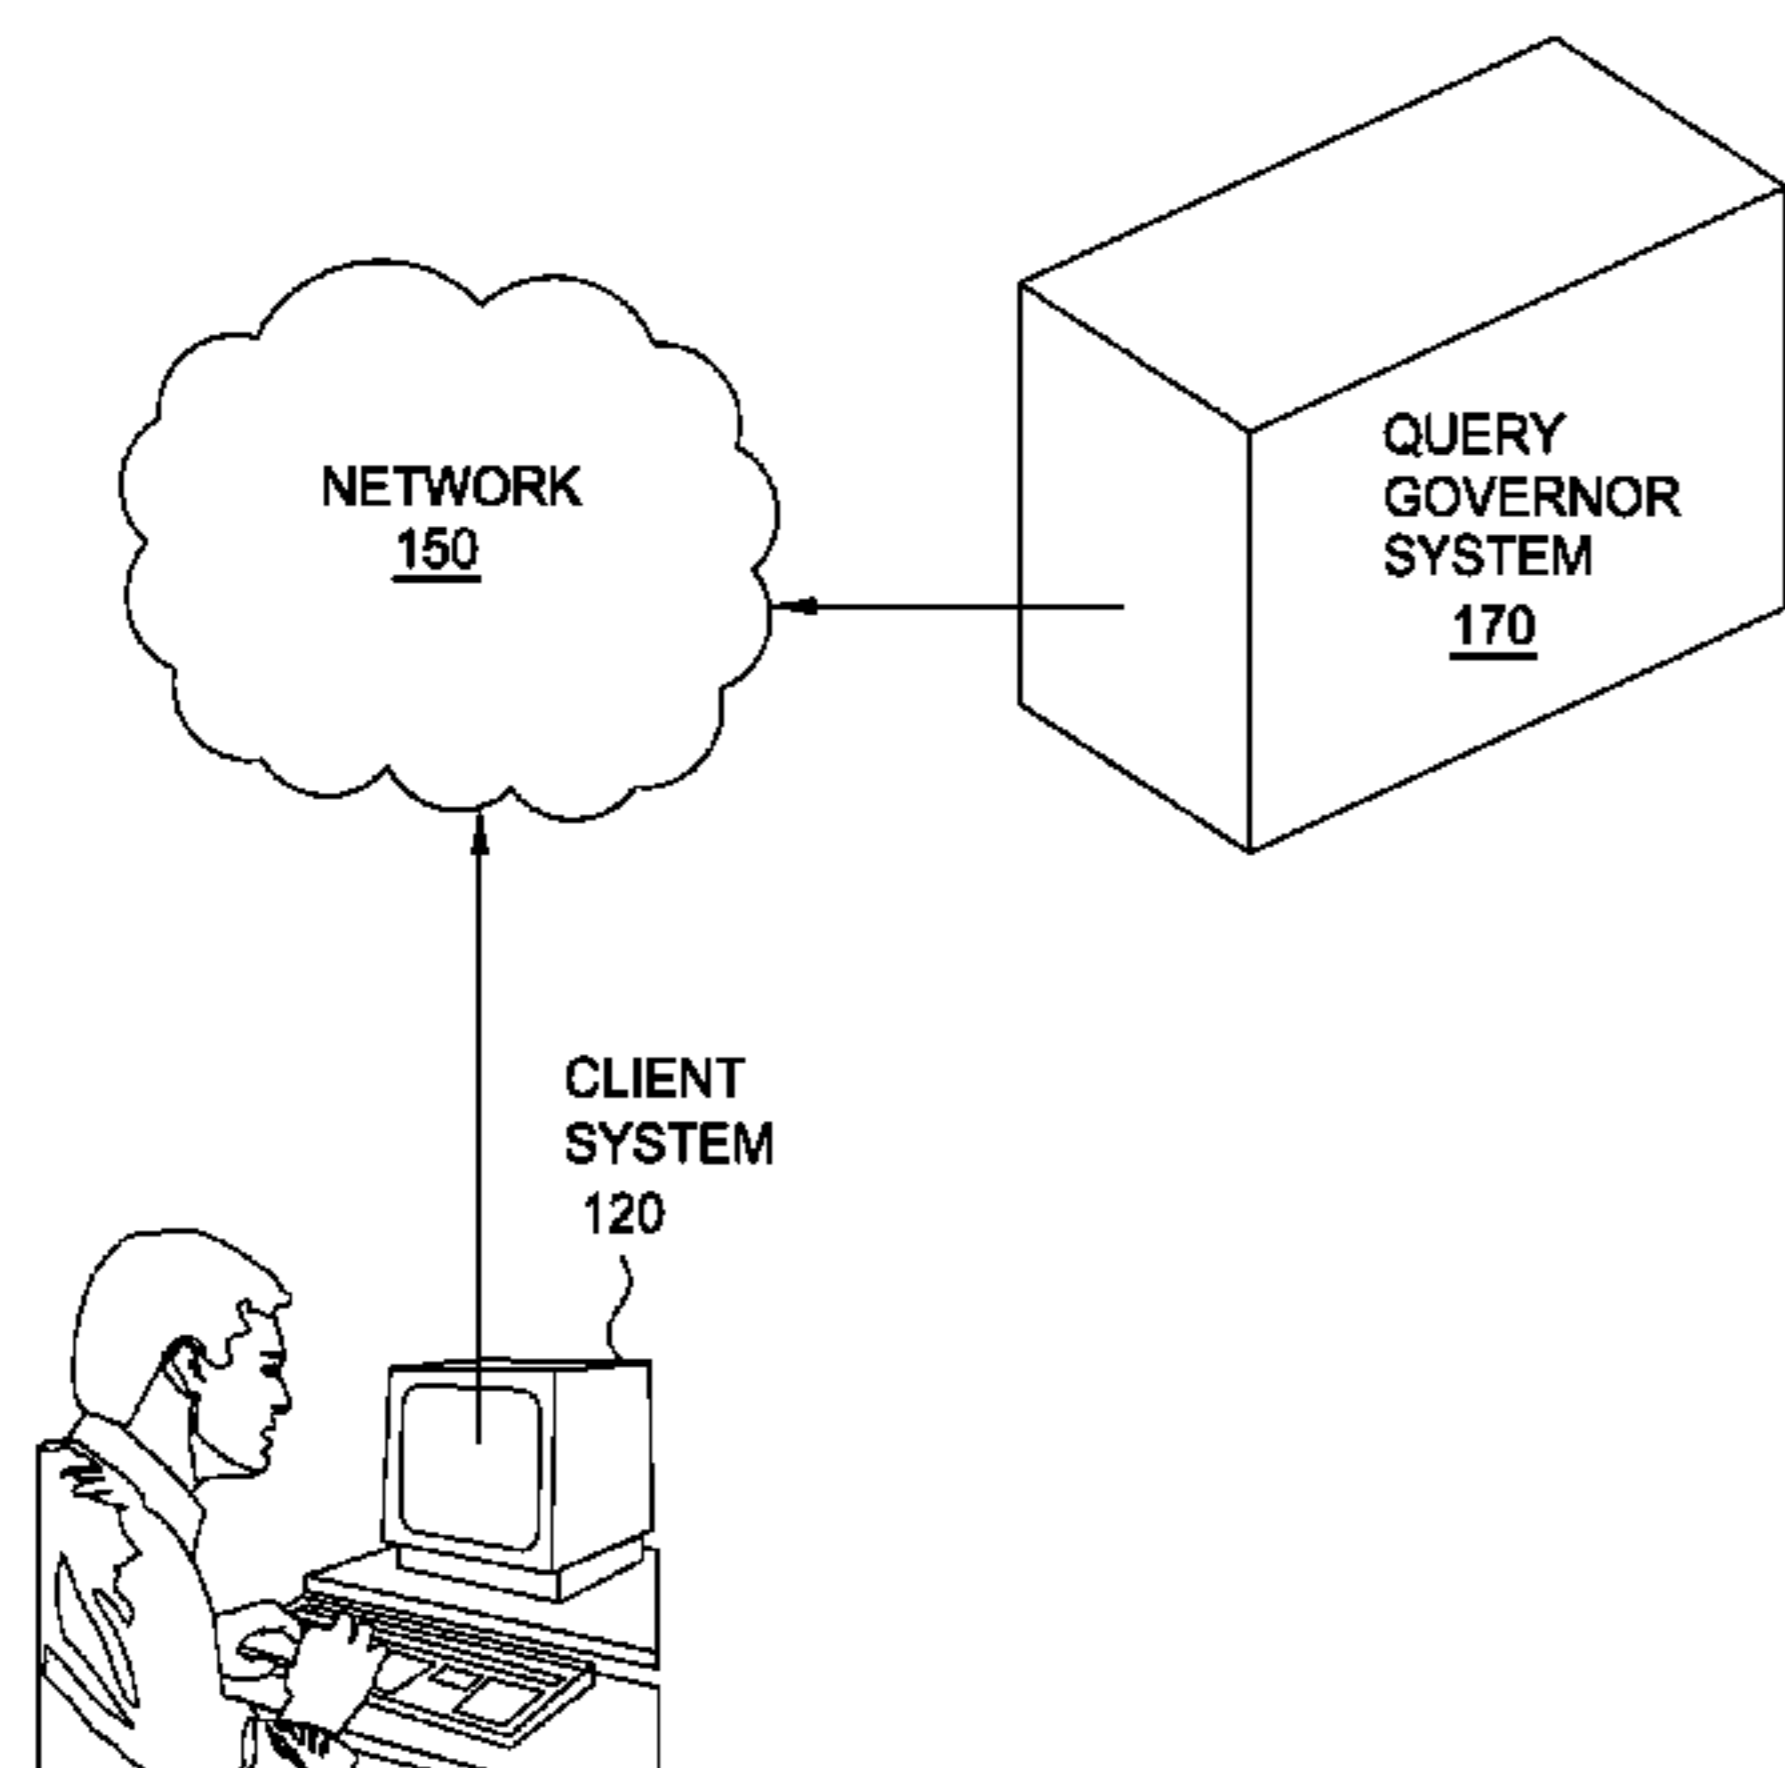 NETWORK
150
QUERY
GOVERNOR
SYSTEM
170
CLIENT
SYSTEM
120